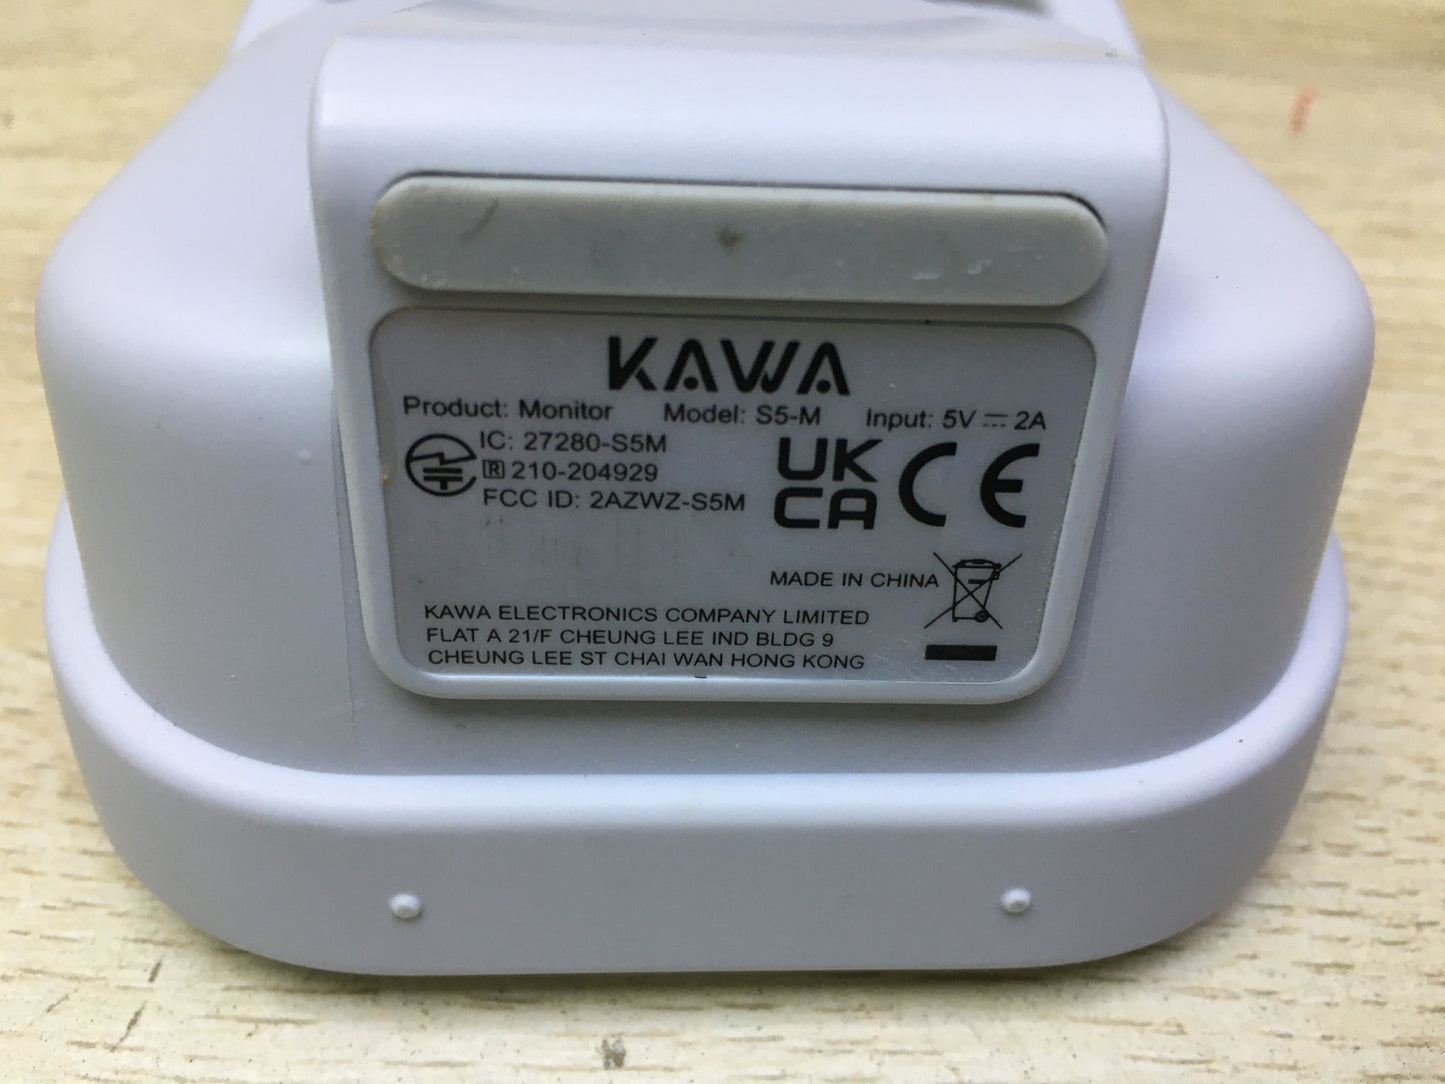 KAWA
Product: Monitor Model: S5-M Input: 5V ⎓ 2A
IC: 27280-S5M
R 210-204929
FCC ID: 2AZWZ-S5M
UK
CA
CE
MADE IN CHINA
KAWA ELECTRONICS COMPANY LIMITED
FLAT A 21/F CHEUNG LEE IND BLDG 9
CHEUNG LEE ST CHAI WAN HONG KONG